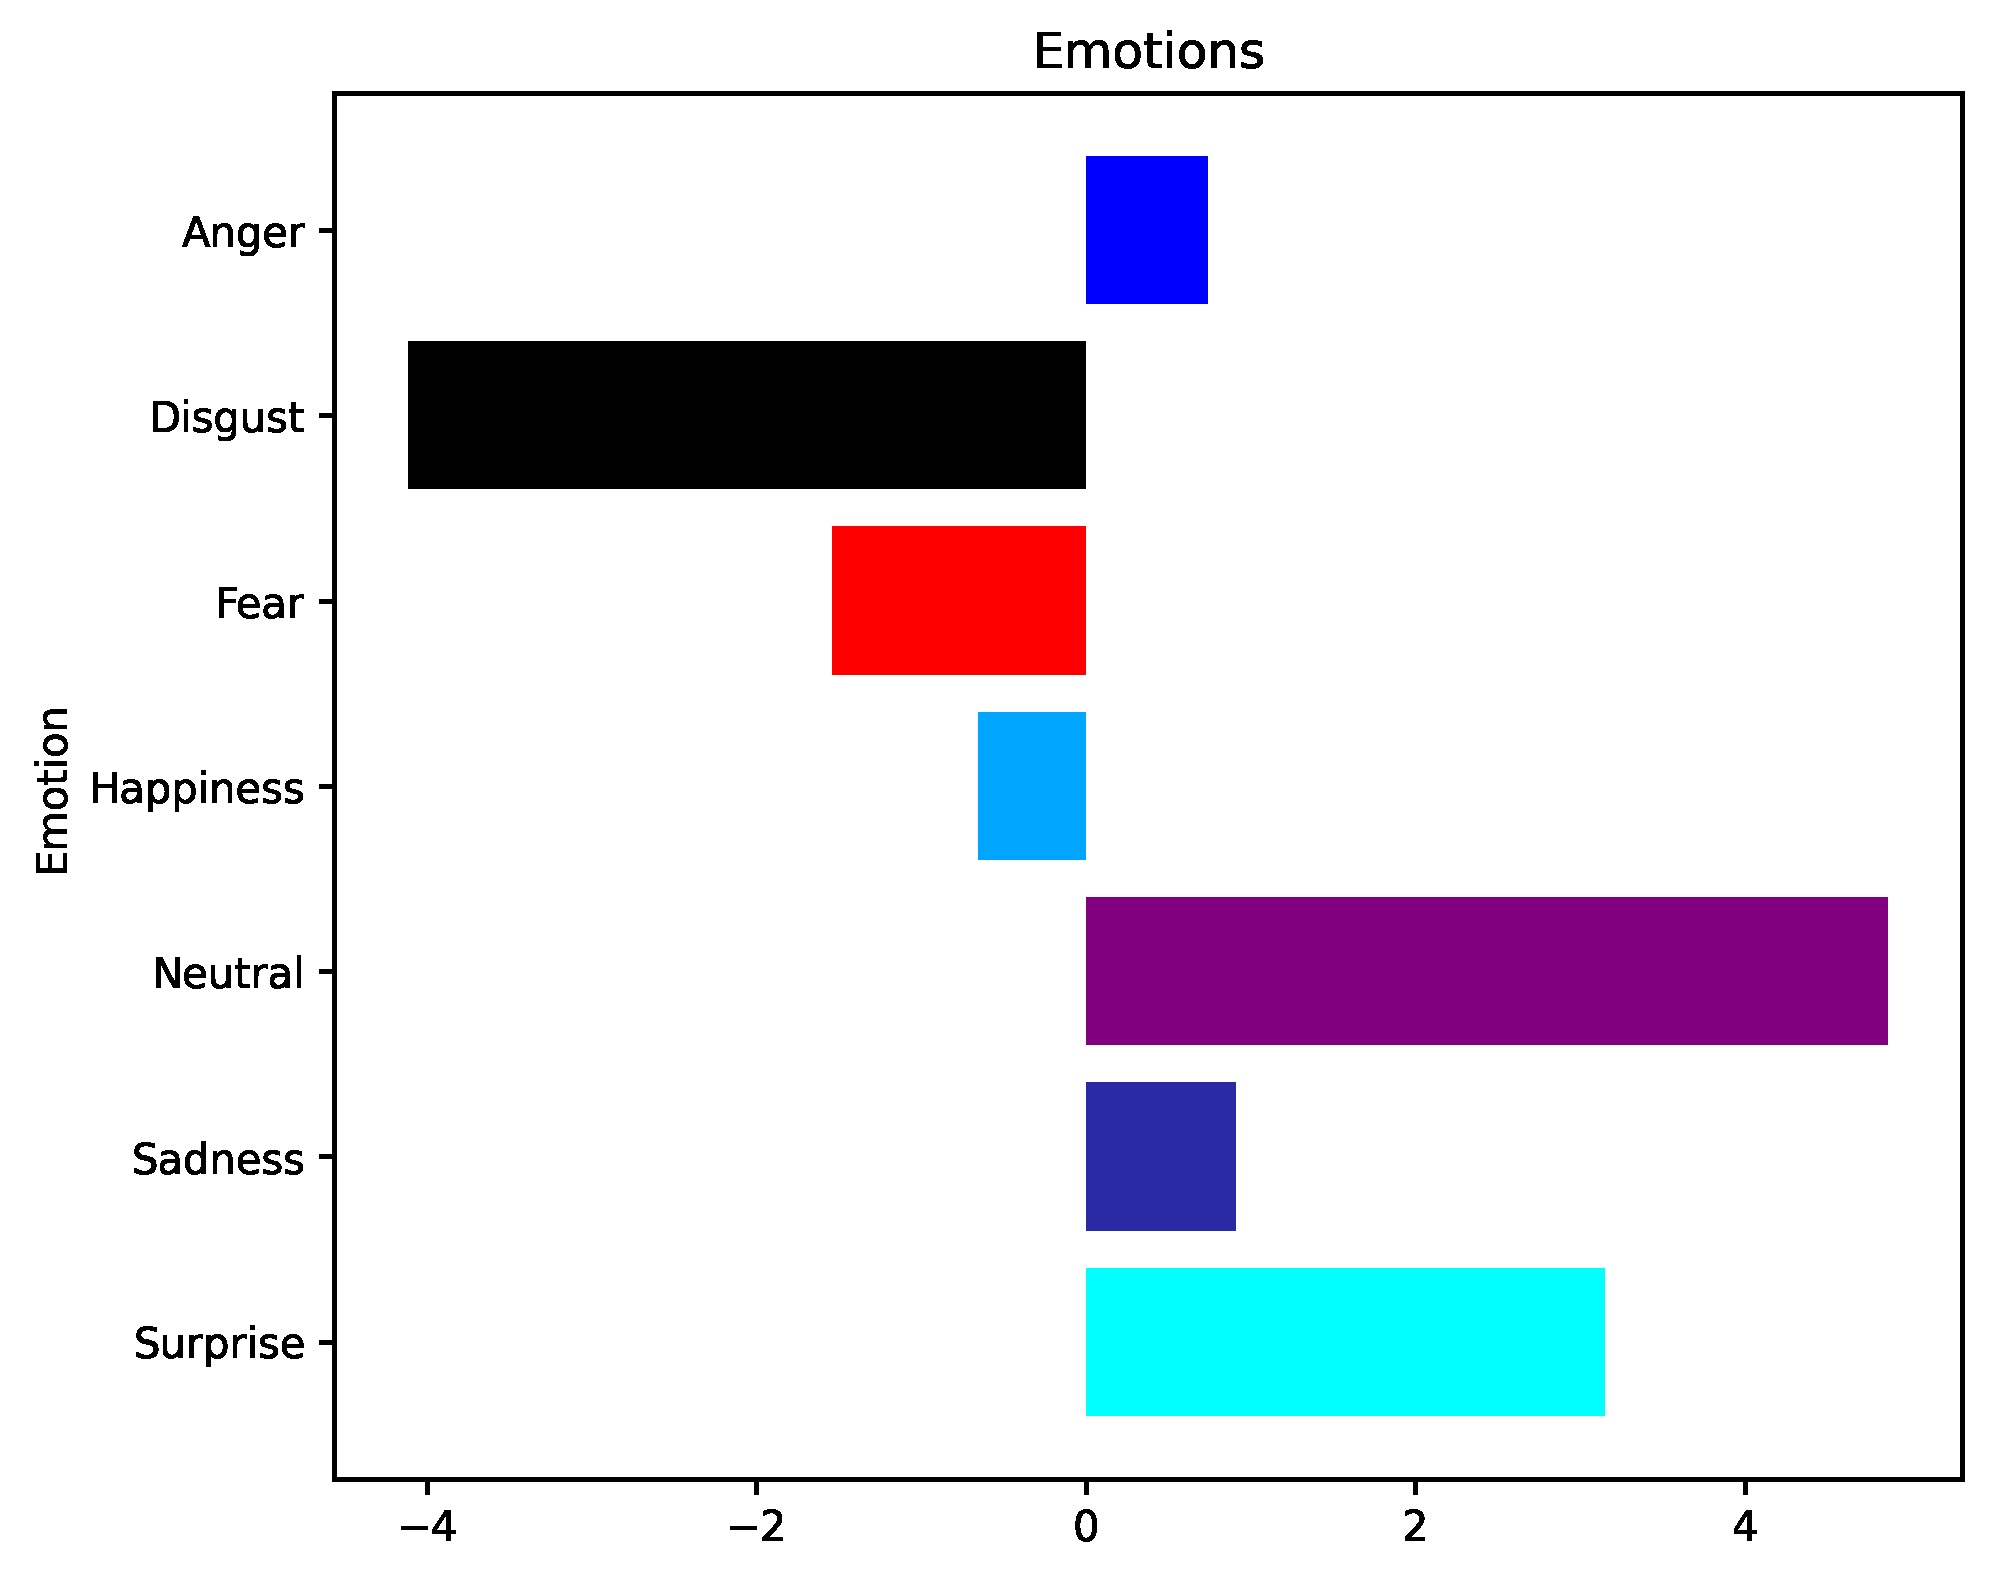 Emotions
Anger
Disgust
Fear
Happiness
Neutral
Sadness
Surprise
Emotion
−4 −2 0 2 4